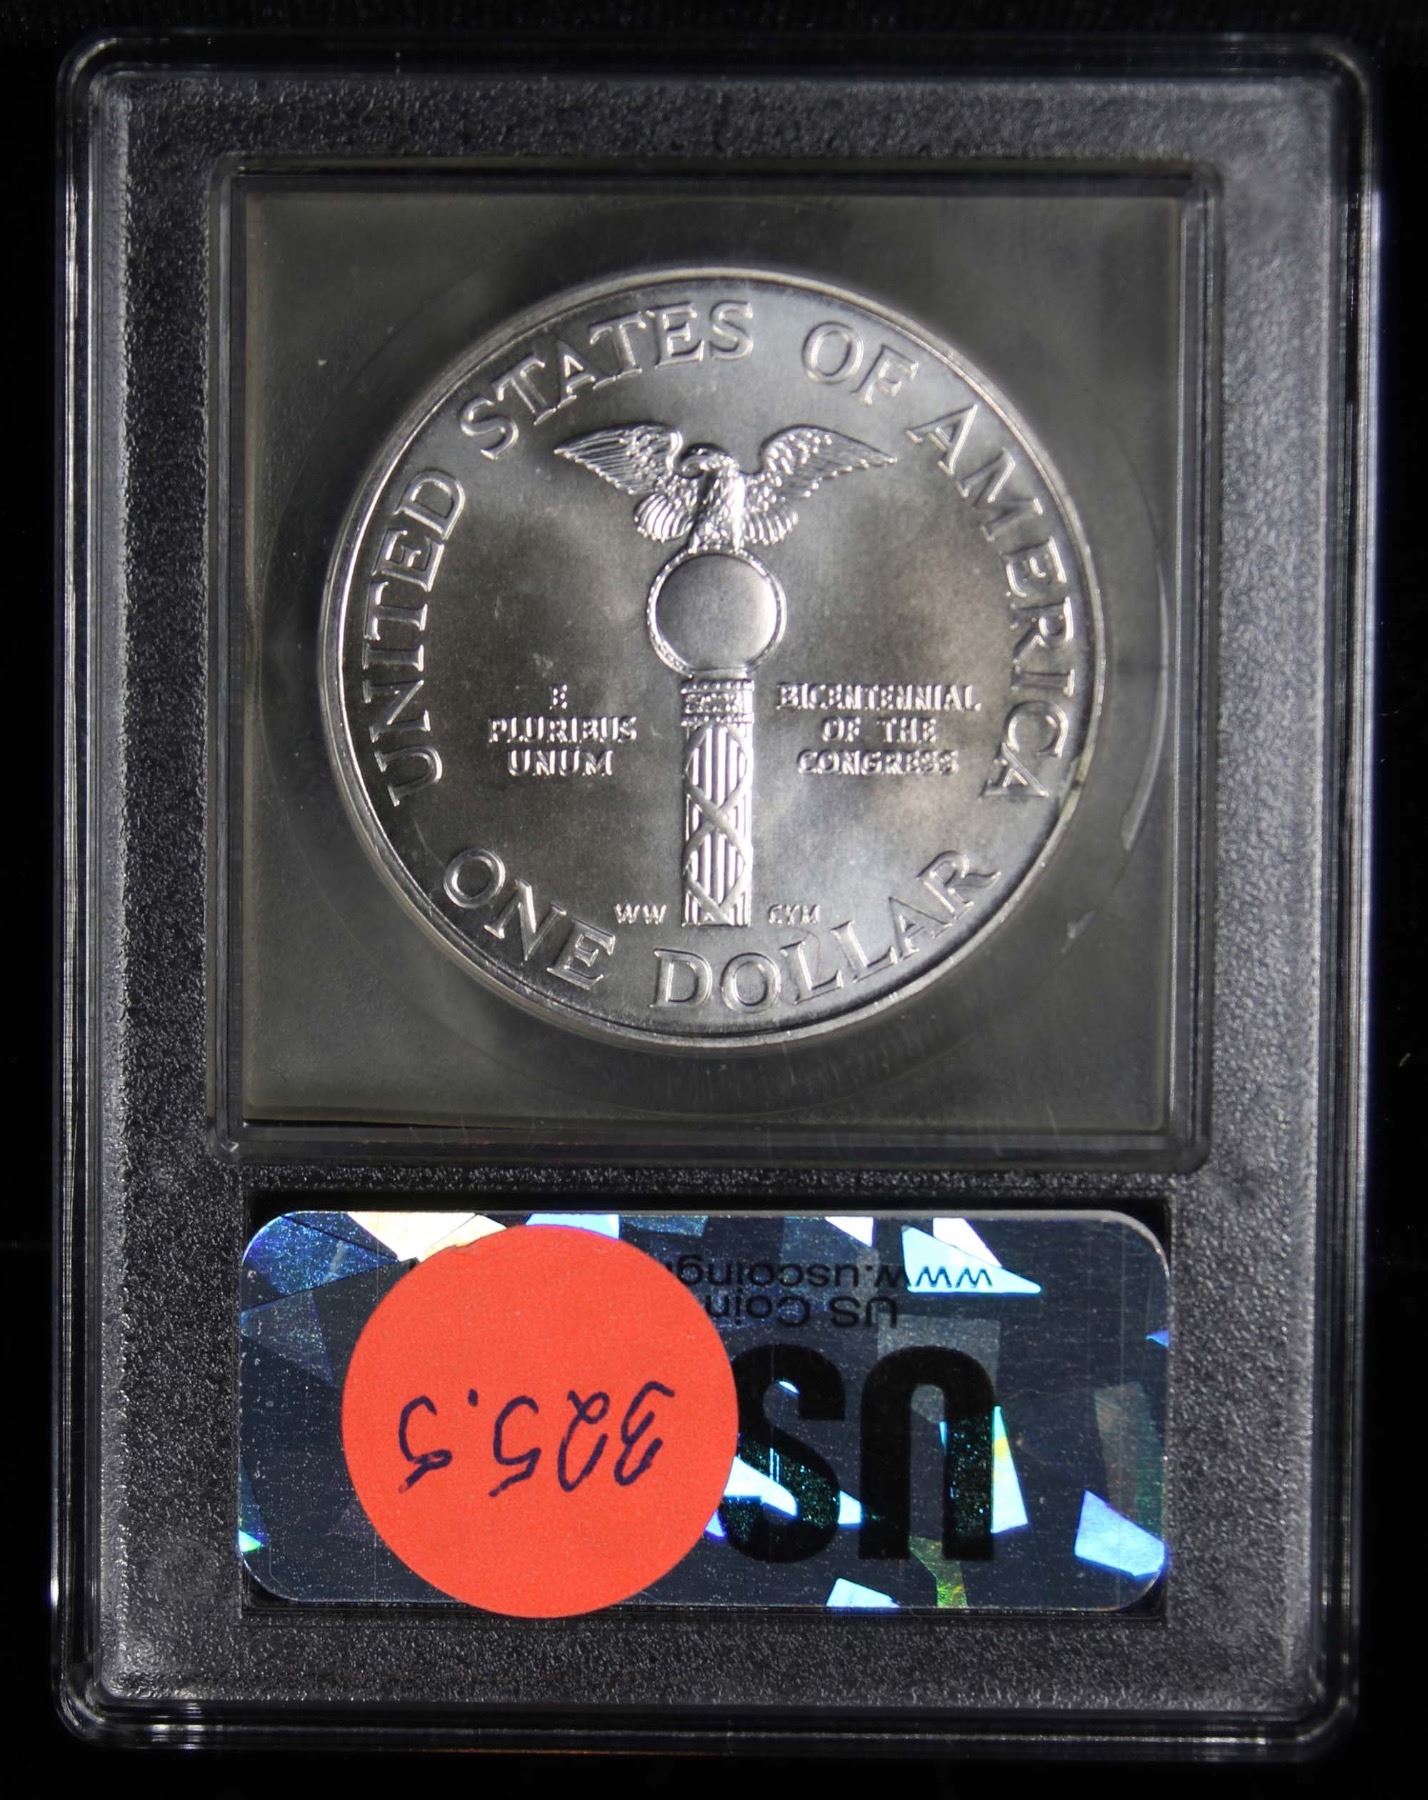 UNITED STATES OF AMERICA
E
PLURIBUS
UNUM
BICENTENNIAL
OF THE
CONGRESS
WW
CYM
ONE DOLLAR
US
US Coin
www.uscoing
325.5